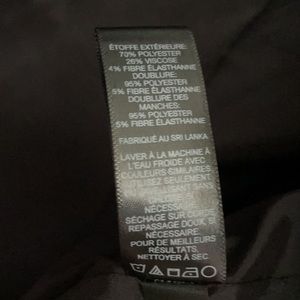 ÉTOFFE EXTÉRIEURE:
70% POLYESTER
26% VISCOSE
4% FIBRE ÉLASTHANNE
DOUBLURE:
95% POLYESTER
5% FIBRE ÉLASTHANNE
DOUBLURE DES
MANCHES:
95% POLYESTER
5% FIBRE ÉLASTHANNE
FABRIQUÉ AU SRI LANKA
LAVER À LA MACHINE À
L'EAU FROIDE AVEC
COULEURS SIMILAIRES
UTILISEZ SEULEMENT
NÉCESSAIRE
SÉCHAGE SUR
REPASSAGE DOUX, SI
NÉCESSAIRE
POUR DE MEILLEURS
RÉSULTATS
NETTOYER À SEC